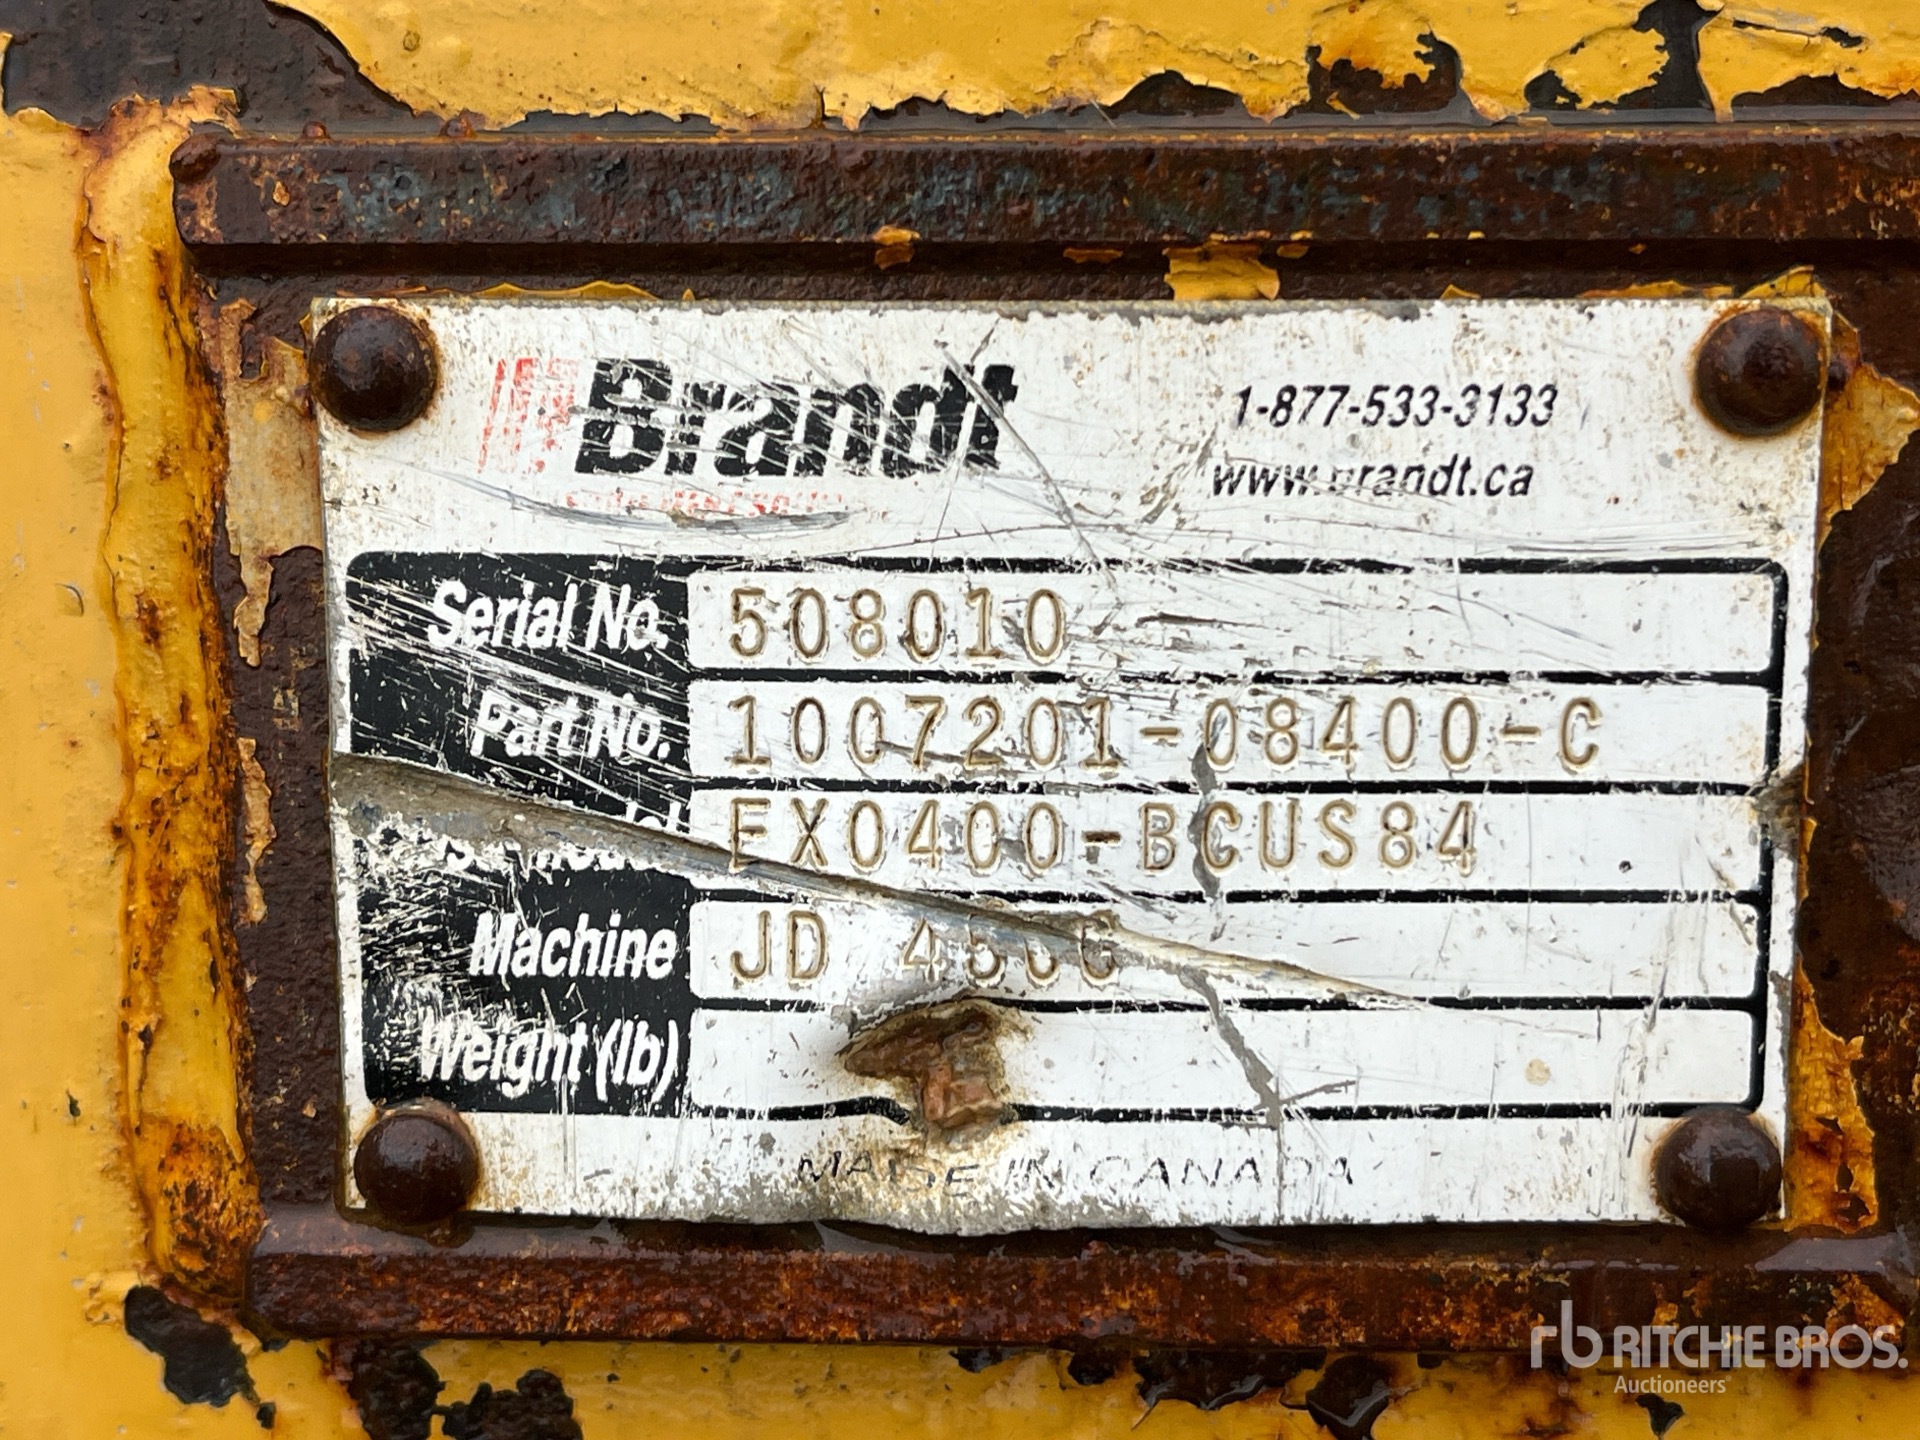 Brandt
1-877-533-3133
www.brandt.ca
Serial No. 508010
Part No. 1007201-08400-C
EX0400-BCUS84
Machine JD
Weight (lb)
MADE IN CANADA
rb RITCHIE BROS.
Auctioneers